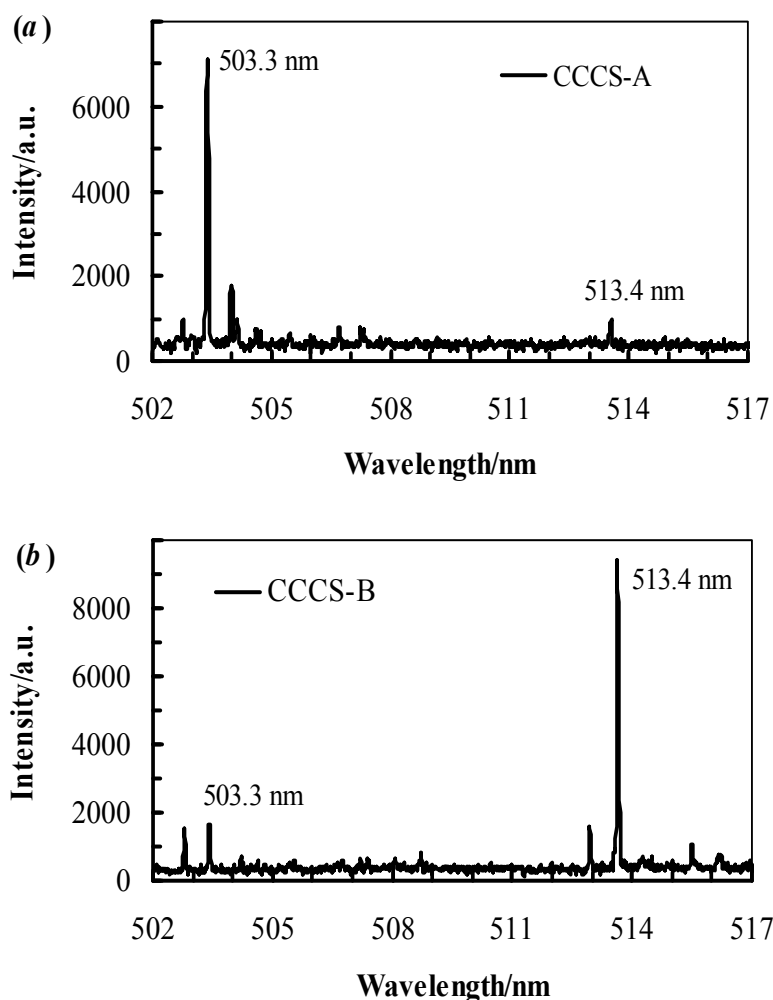 (a)
503.3 nm
CCCS-A
6000
4000
2000
513.4 nm
0
502 505 508 511 514 517
Intensity/a.u.
Wavelength/nm
(b)
CCCS-B
513.4 nm
8000
6000
4000
2000
503.3 nm
0
502 505 508 511 514 517
Intensity/a.u.
Wavelength/nm